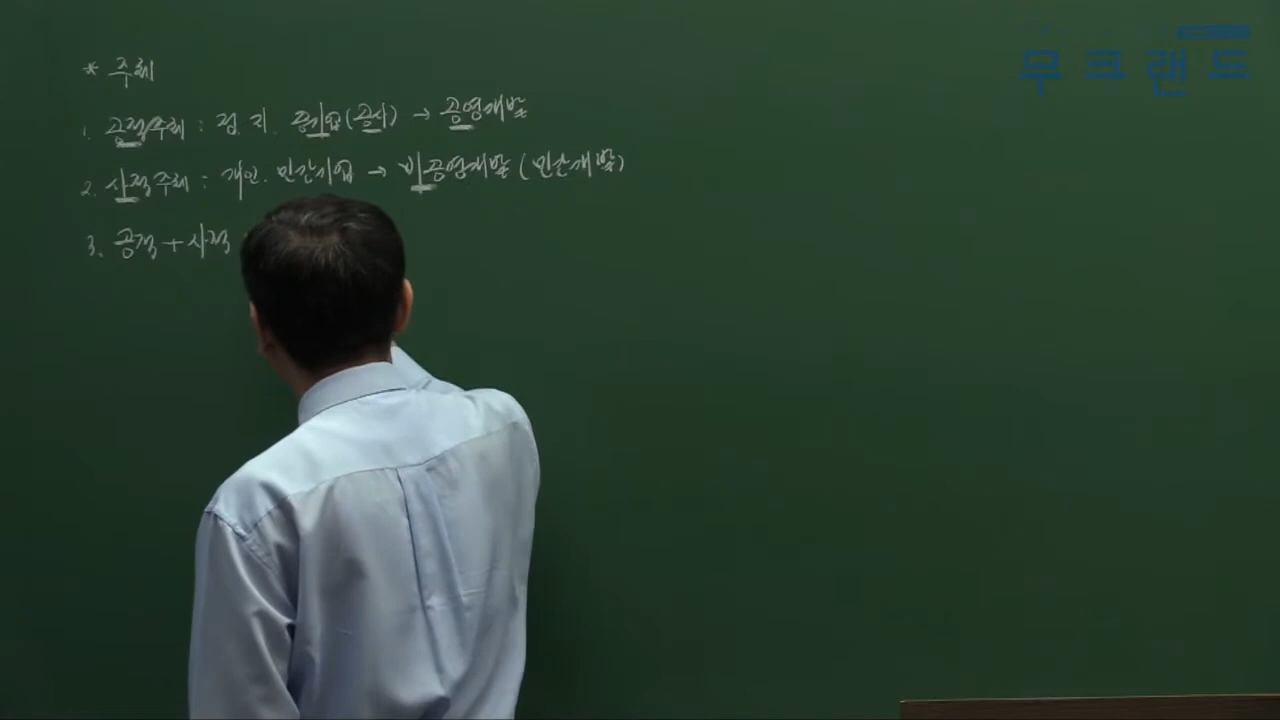 * 주체
1. 공적주체 : 정. 지. 공기업(공사) → 공영개발
2. 사적주체 : 개인. 민간기업 → 비공영개발 (민간개발)
3. 공적 + 사적
무크랜드